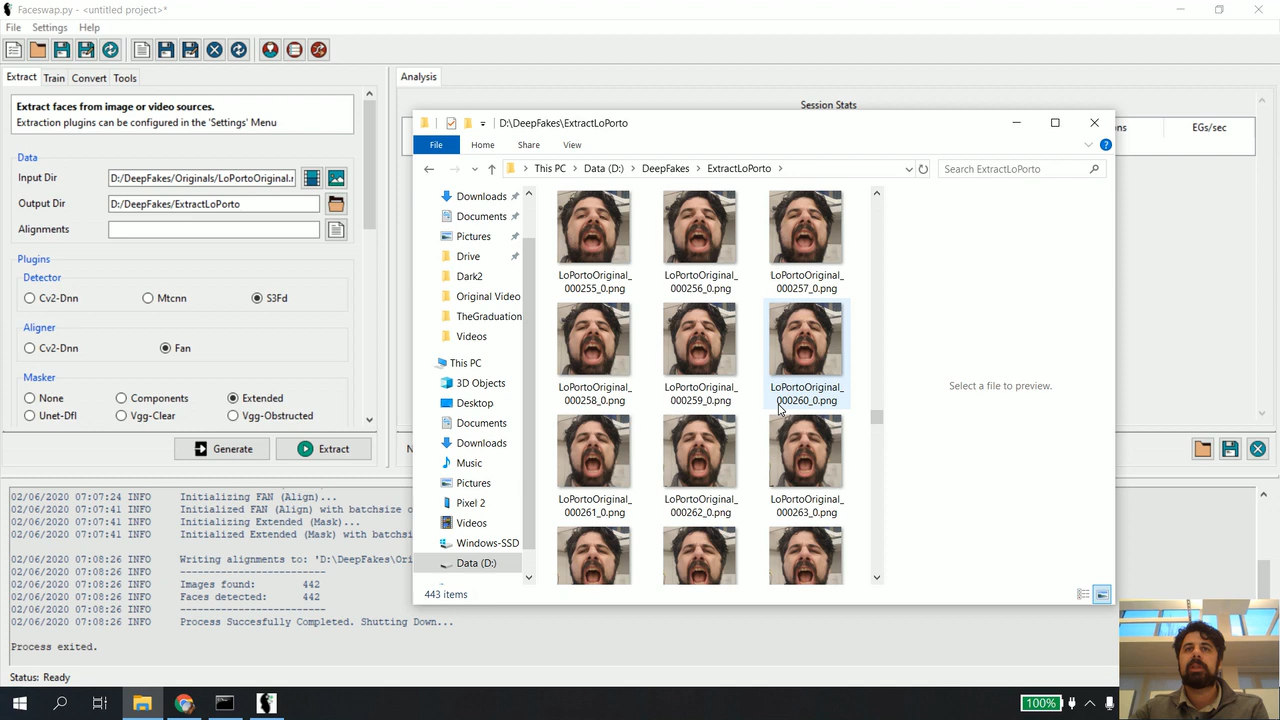 Faceswap.py - <untitled project>*
File Settings Help
Extract Train Convert Tools
Extract faces from image or video sources.
Extraction plugins can be configured in the 'Settings' Menu
Data
Input Dir D:/DeepFakes/Originals/LoPortoOriginal.
Output Dir D:/DeepFakes/ExtractLoPorto
Alignments
Plugins
Detector
Cv2-Dnn Mtcnn S3Fd
Aligner
Cv2-Dnn Fan
Masker
None Components Extended
Unet-Dfl Vgg-Clear Vgg-Obstructed
Generate Extract
Analysis
Session Stats
ons EGs/sec
D:\DeepFakes\ExtractLoPorto
File Home Share View
This PC Data (D:) DeepFakes ExtractLoPorto
Search ExtractLoPorto
Downloads
Documents
Pictures
Drive
Dark2
Original Video
TheGraduation
Videos
This PC
3D Objects
Desktop
Documents
Downloads
Music
Pictures
Pixel 2
Videos
Windows-SSD
Data (D:)
LoPortoOriginal_ LoPortoOriginal_ LoPortoOriginal_
000255_0.png 000256_0.png 000257_0.png
LoPortoOriginal_ LoPortoOriginal_ LoPortoOriginal_
000258_0.png 000259_0.png 000260_0.png
LoPortoOriginal_ LoPortoOriginal_ LoPortoOriginal_
000261_0.png 000262_0.png 000263_0.png
Select a file to preview.
443 items
02/06/2020 07:07:24 INFO Initializing FAN (Align)...
02/06/2020 07:07:41 INFO Initialized FAN (Align) with batchsize o
02/06/2020 07:07:41 INFO Initializing Extended (Mask)...
02/06/2020 07:07:41 INFO Initialized Extended (Mask) with batchsiz
02/06/2020 07:08:26 INFO Writing alignments to: 'D:\DeepFakes\Ori
02/06/2020 07:08:26 INFO -------------------------
02/06/2020 07:08:26 INFO Images found: 442
02/06/2020 07:08:26 INFO Faces detected: 442
02/06/2020 07:08:26 INFO -------------------------
02/06/2020 07:08:26 INFO Process Succesfully Completed. Shutting Down...
Process exited.
Status: Ready
100%